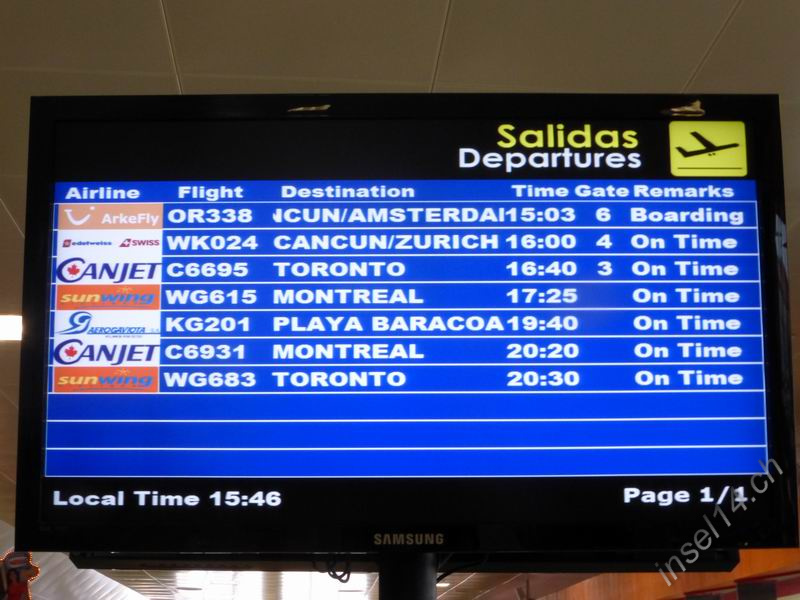 Salidas
Departures
Airline Flight Destination Time Gate Remarks
ArkeFly OR338 NCUN/AMSTERDAI 15:03 6 Boarding
edelweiss SWISS WK024 CANCUN/ZURICH 16:00 4 On Time
CANJET C6695 TORONTO 16:40 3 On Time
sunwing WG615 MONTREAL 17:25 On Time
AEROGAVIOTA KG201 PLAYA BARACOA 19:40 On Time
CANJET C6931 MONTREAL 20:20 On Time
sunwing WG683 TORONTO 20:30 On Time
Local Time 15:46 Page 1/1
SAMSUNG
insel14.ch